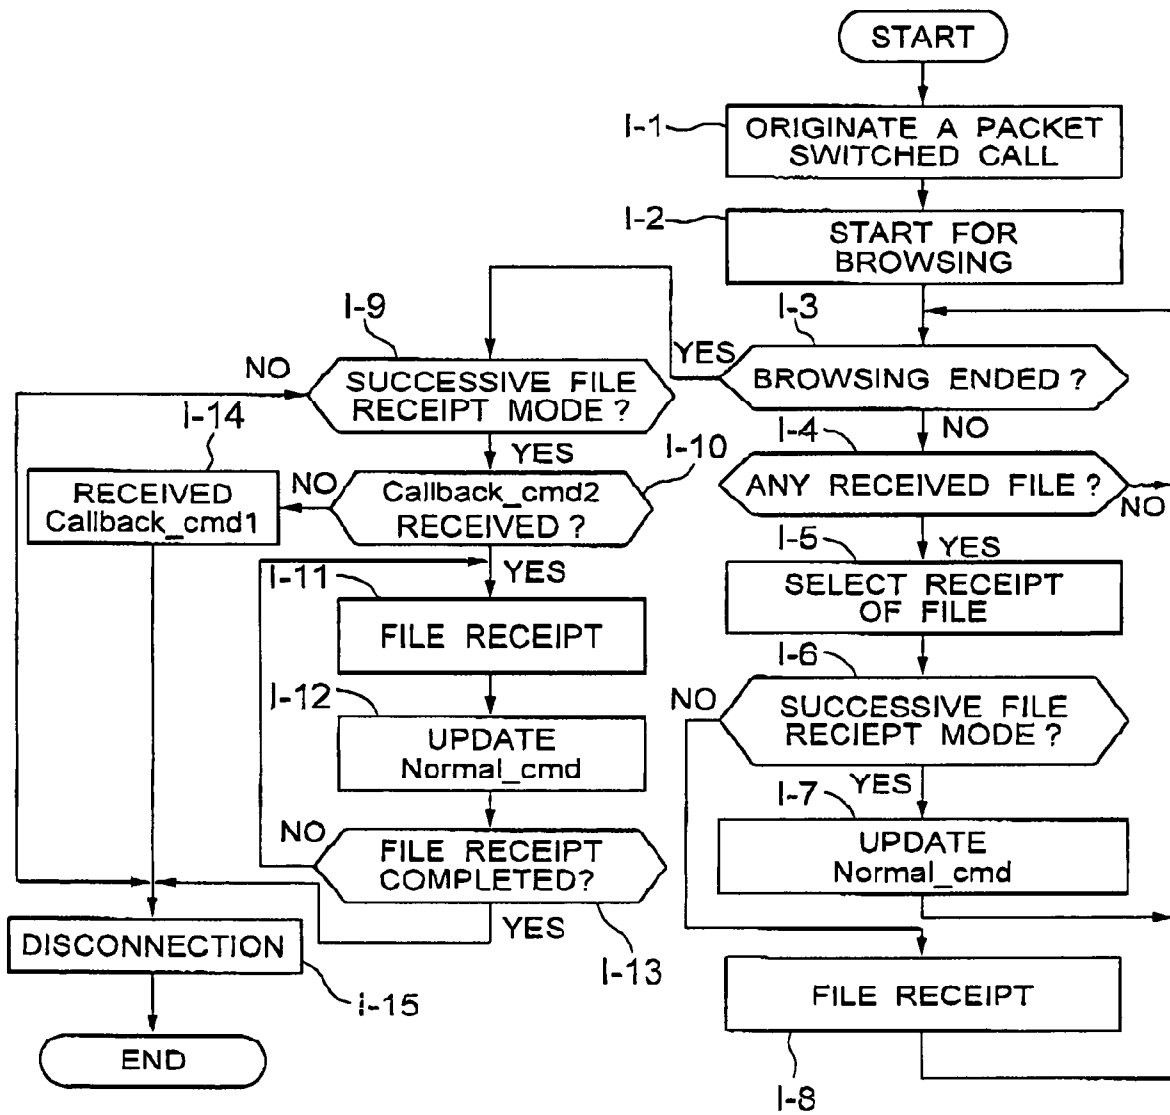 START
I-1
ORIGINATE A PACKET
SWITCHED CALL
I-2
START FOR
BROWSING
I-3
YES
BROWSING ENDED?
NO
I-4
ANY RECEIVED FILE?
NO
YES
I-5
SELECT RECEIPT
OF FILE
I-6
NO
SUCCESSIVE FILE
RECIEPT MODE?
YES
I-7
UPDATE
Normal_cmd
FILE RECEIPT
I-8
I-9
NO
SUCCESSIVE FILE
RECEIPT MODE?
YES
I-10
NO
Callback_cmd2
RECEIVED?
YES
I-14
RECEIVED
Callback_cmd1
I-11
FILE RECEIPT
I-12
UPDATE
Normal_cmd
NO
FILE RECEIPT
COMPLETED?
YES
I-13
DISCONNECTION
I-15
END